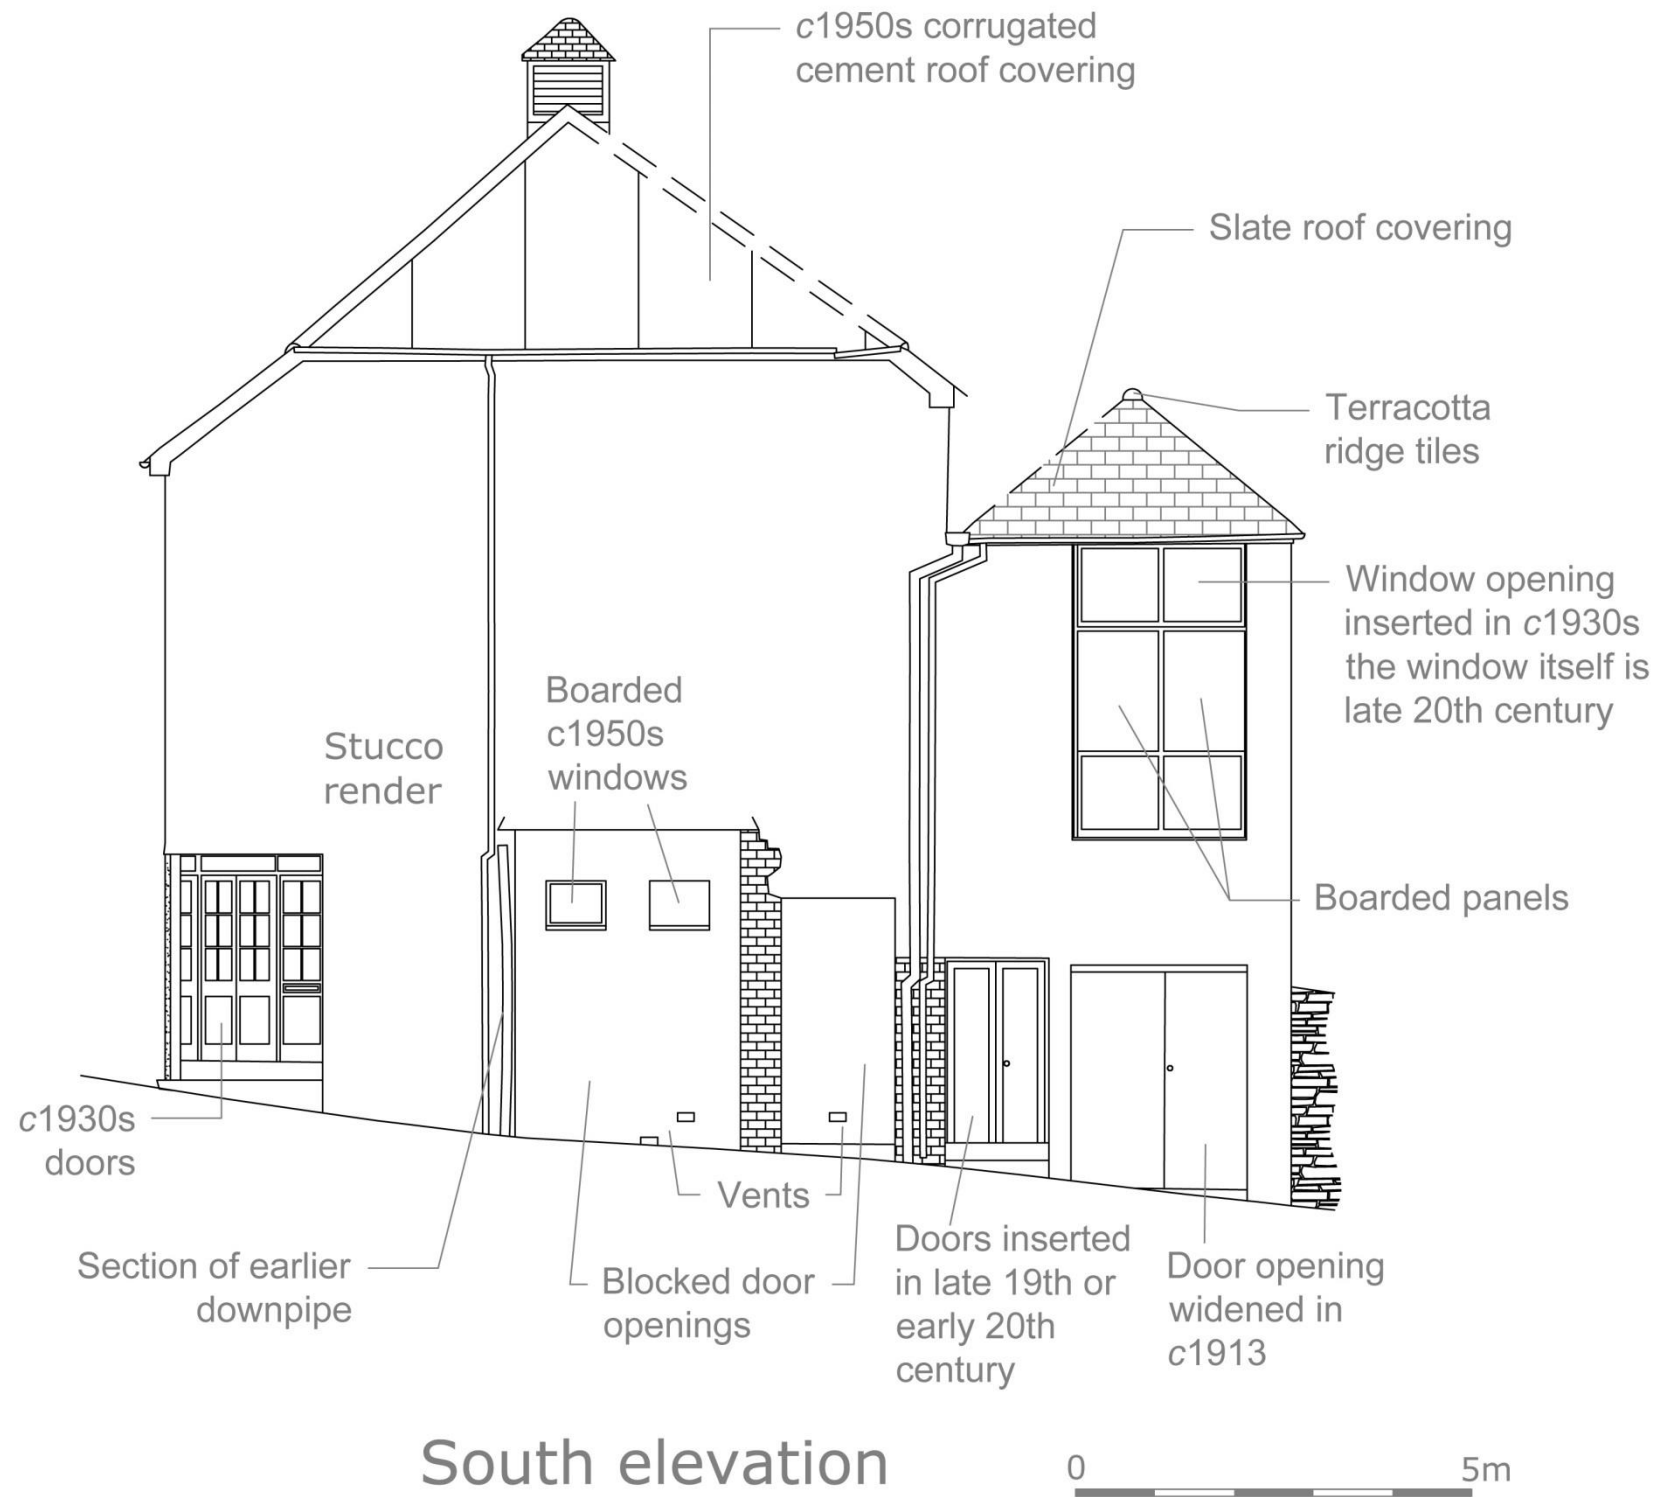 c1950s corrugated
cement roof covering
Slate roof covering
Terracotta
ridge tiles
Window opening
inserted in c1930s
the window itself is
late 20th century
Boarded
c1950s
windows
Stucco
render
Boarded panels
c1930s
doors
Vents
Section of earlier
downpipe
Blocked door
openings
Doors inserted
in late 19th or
early 20th
century
Door opening
widened in
c1913
South elevation
0 5m